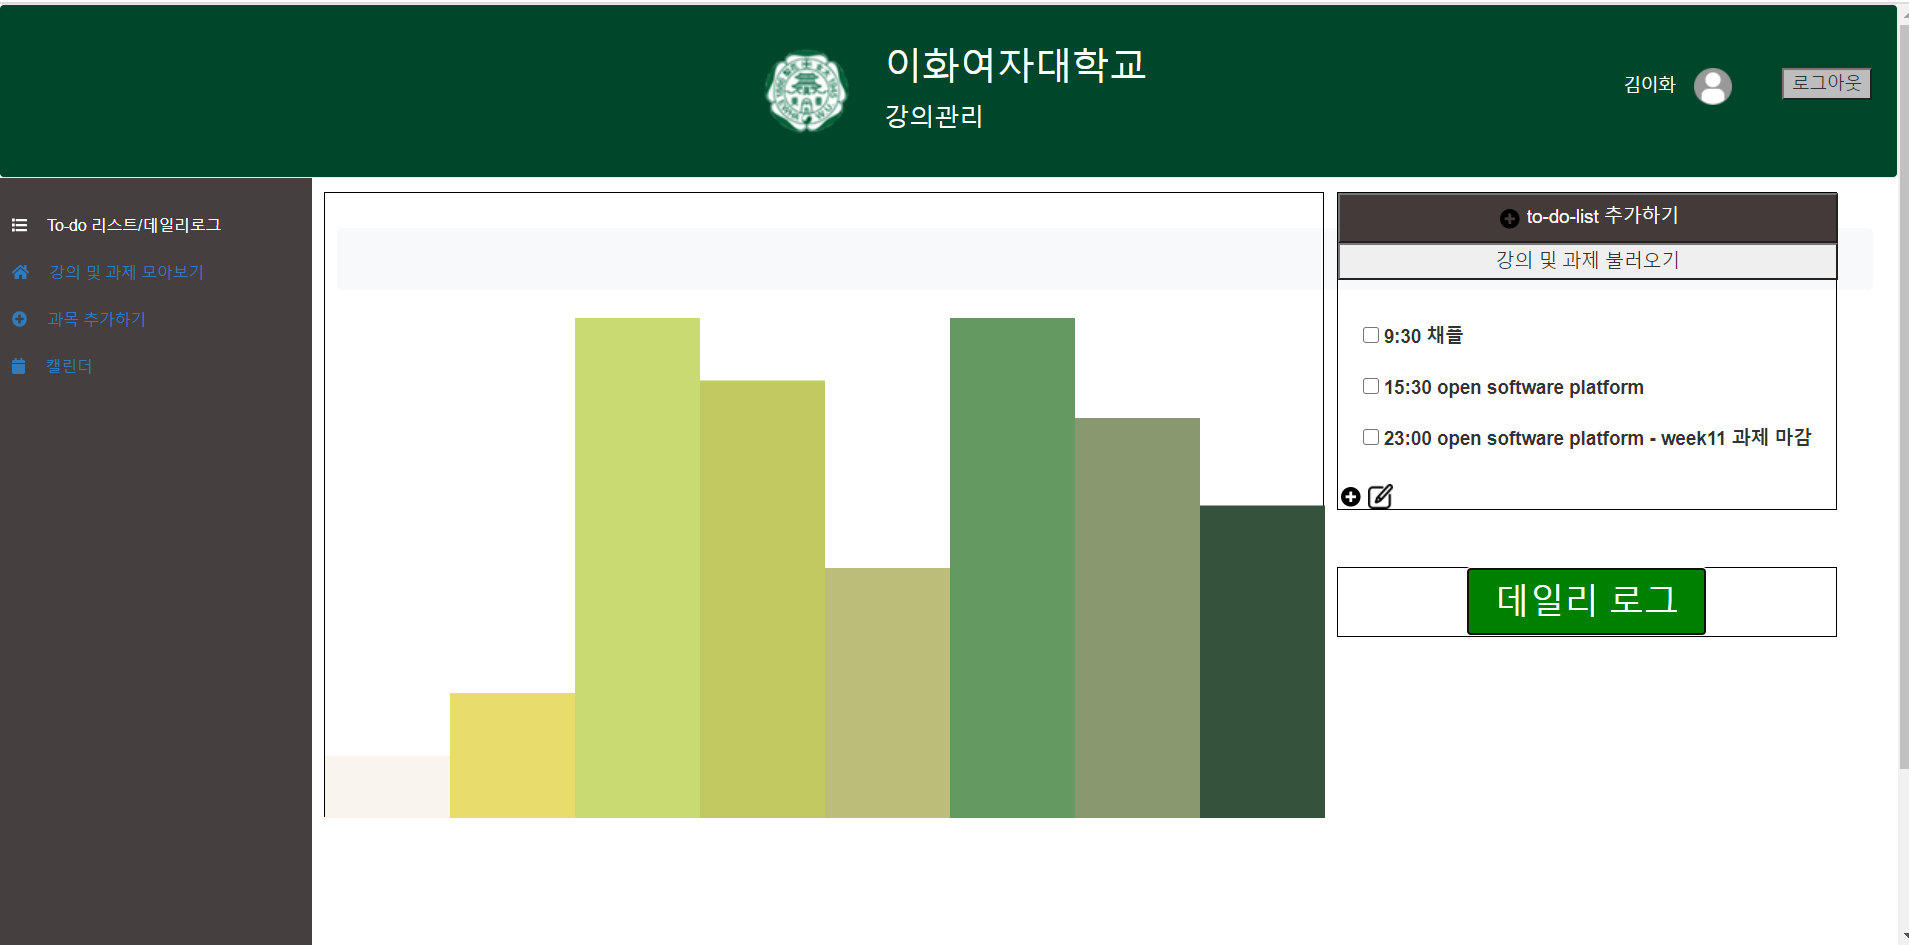 이화여자대학교
강의관리
김이화
로그아웃
To-do 리스트/데일리로그
강의 및 과제 모아보기
과목 추가하기
캘린더
to-do-list 추가하기
강의 및 과제 불러오기
9:30 채플
15:30 open software platform
23:00 open software platform - week11 과제 마감
데일리 로그